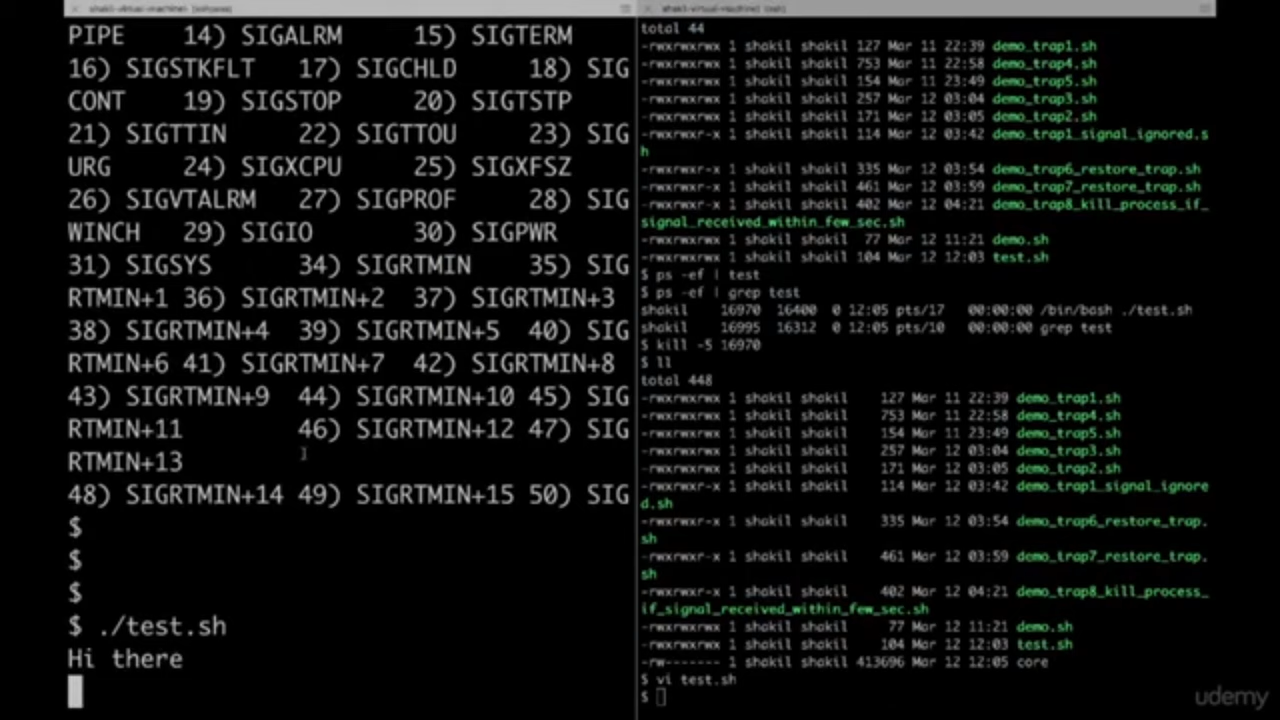 shakil-virtual-machine
PIPE 14) SIGALRM 15) SIGTERM
16) SIGSTKFLT 17) SIGCHLD 18) SIG
CONT 19) SIGSTOP 20) SIGTSTP
21) SIGTTIN 22) SIGTTOU 23) SIG
URG 24) SIGXCPU 25) SIGXFSZ
26) SIGVTALRM 27) SIGPROF 28) SIG
WINCH 29) SIGIO 30) SIGPWR
31) SIGSYS 34) SIGRTMIN 35) SIG
RTMIN+1 36) SIGRTMIN+2 37) SIGRTMIN+3
38) SIGRTMIN+4 39) SIGRTMIN+5 40) SIG
RTMIN+6 41) SIGRTMIN+7 42) SIGRTMIN+8
43) SIGRTMIN+9 44) SIGRTMIN+10 45) SIG
RTMIN+11 46) SIGRTMIN+12 47) SIG
RTMIN+13
48) SIGRTMIN+14 49) SIGRTMIN+15 50) SIG
$
$
$
$ ./test.sh
Hi there
shakil-virtual-machine
total 44
-rwxrwxrwx 1 shakil shakil 127 Mar 11 22:39 demo_trap1.sh
-rwxrwxrwx 1 shakil shakil 753 Mar 11 22:58 demo_trap4.sh
-rwxrwxrwx 1 shakil shakil 154 Mar 11 23:49 demo_trap5.sh
-rwxrwxrwx 1 shakil shakil 257 Mar 12 03:04 demo_trap3.sh
-rwxrwxrwx 1 shakil shakil 171 Mar 12 03:05 demo_trap2.sh
-rwxrwxr-x 1 shakil shakil 114 Mar 12 03:42 demo_trap1_signal_ignored.s
h
-rwxrwxr-x 1 shakil shakil 335 Mar 12 03:54 demo_trap6_restore_trap.sh
-rwxrwxr-x 1 shakil shakil 461 Mar 12 03:59 demo_trap7_restore_trap.sh
-rwxrwxr-x 1 shakil shakil 402 Mar 12 04:21 demo_trap8_kill_process_if_
signal_received_within_few_sec.sh
-rwxrwxrwx 1 shakil shakil 77 Mar 12 11:21 demo.sh
-rwxrwxrwx 1 shakil shakil 104 Mar 12 12:03 test.sh
$ ps -ef | test
$ ps -ef | grep test
shakil 16970 16400 0 12:05 pts/17 00:00:00 /bin/bash ./test.sh
shakil 16995 16312 0 12:05 pts/10 00:00:00 grep test
$ kill -5 16970
$ ll
total 448
-rwxrwxrwx 1 shakil shakil 127 Mar 11 22:39 demo_trap1.sh
-rwxrwxrwx 1 shakil shakil 753 Mar 11 22:58 demo_trap4.sh
-rwxrwxrwx 1 shakil shakil 154 Mar 11 23:49 demo_trap5.sh
-rwxrwxrwx 1 shakil shakil 257 Mar 12 03:04 demo_trap3.sh
-rwxrwxrwx 1 shakil shakil 171 Mar 12 03:05 demo_trap2.sh
-rwxrwxr-x 1 shakil shakil 114 Mar 12 03:42 demo_trap1_signal_ignore
d.sh
-rwxrwxr-x 1 shakil shakil 335 Mar 12 03:54 demo_trap6_restore_trap.
sh
-rwxrwxr-x 1 shakil shakil 461 Mar 12 03:59 demo_trap7_restore_trap.
sh
-rwxrwxr-x 1 shakil shakil 402 Mar 12 04:21 demo_trap8_kill_process_
if_signal_received_within_few_sec.sh
-rwxrwxrwx 1 shakil shakil 77 Mar 12 11:21 demo.sh
-rwxrwxrwx 1 shakil shakil 104 Mar 12 12:03 test.sh
-rw------- 1 shakil shakil 413696 Mar 12 12:05 core
$ vi test.sh
$
udemy